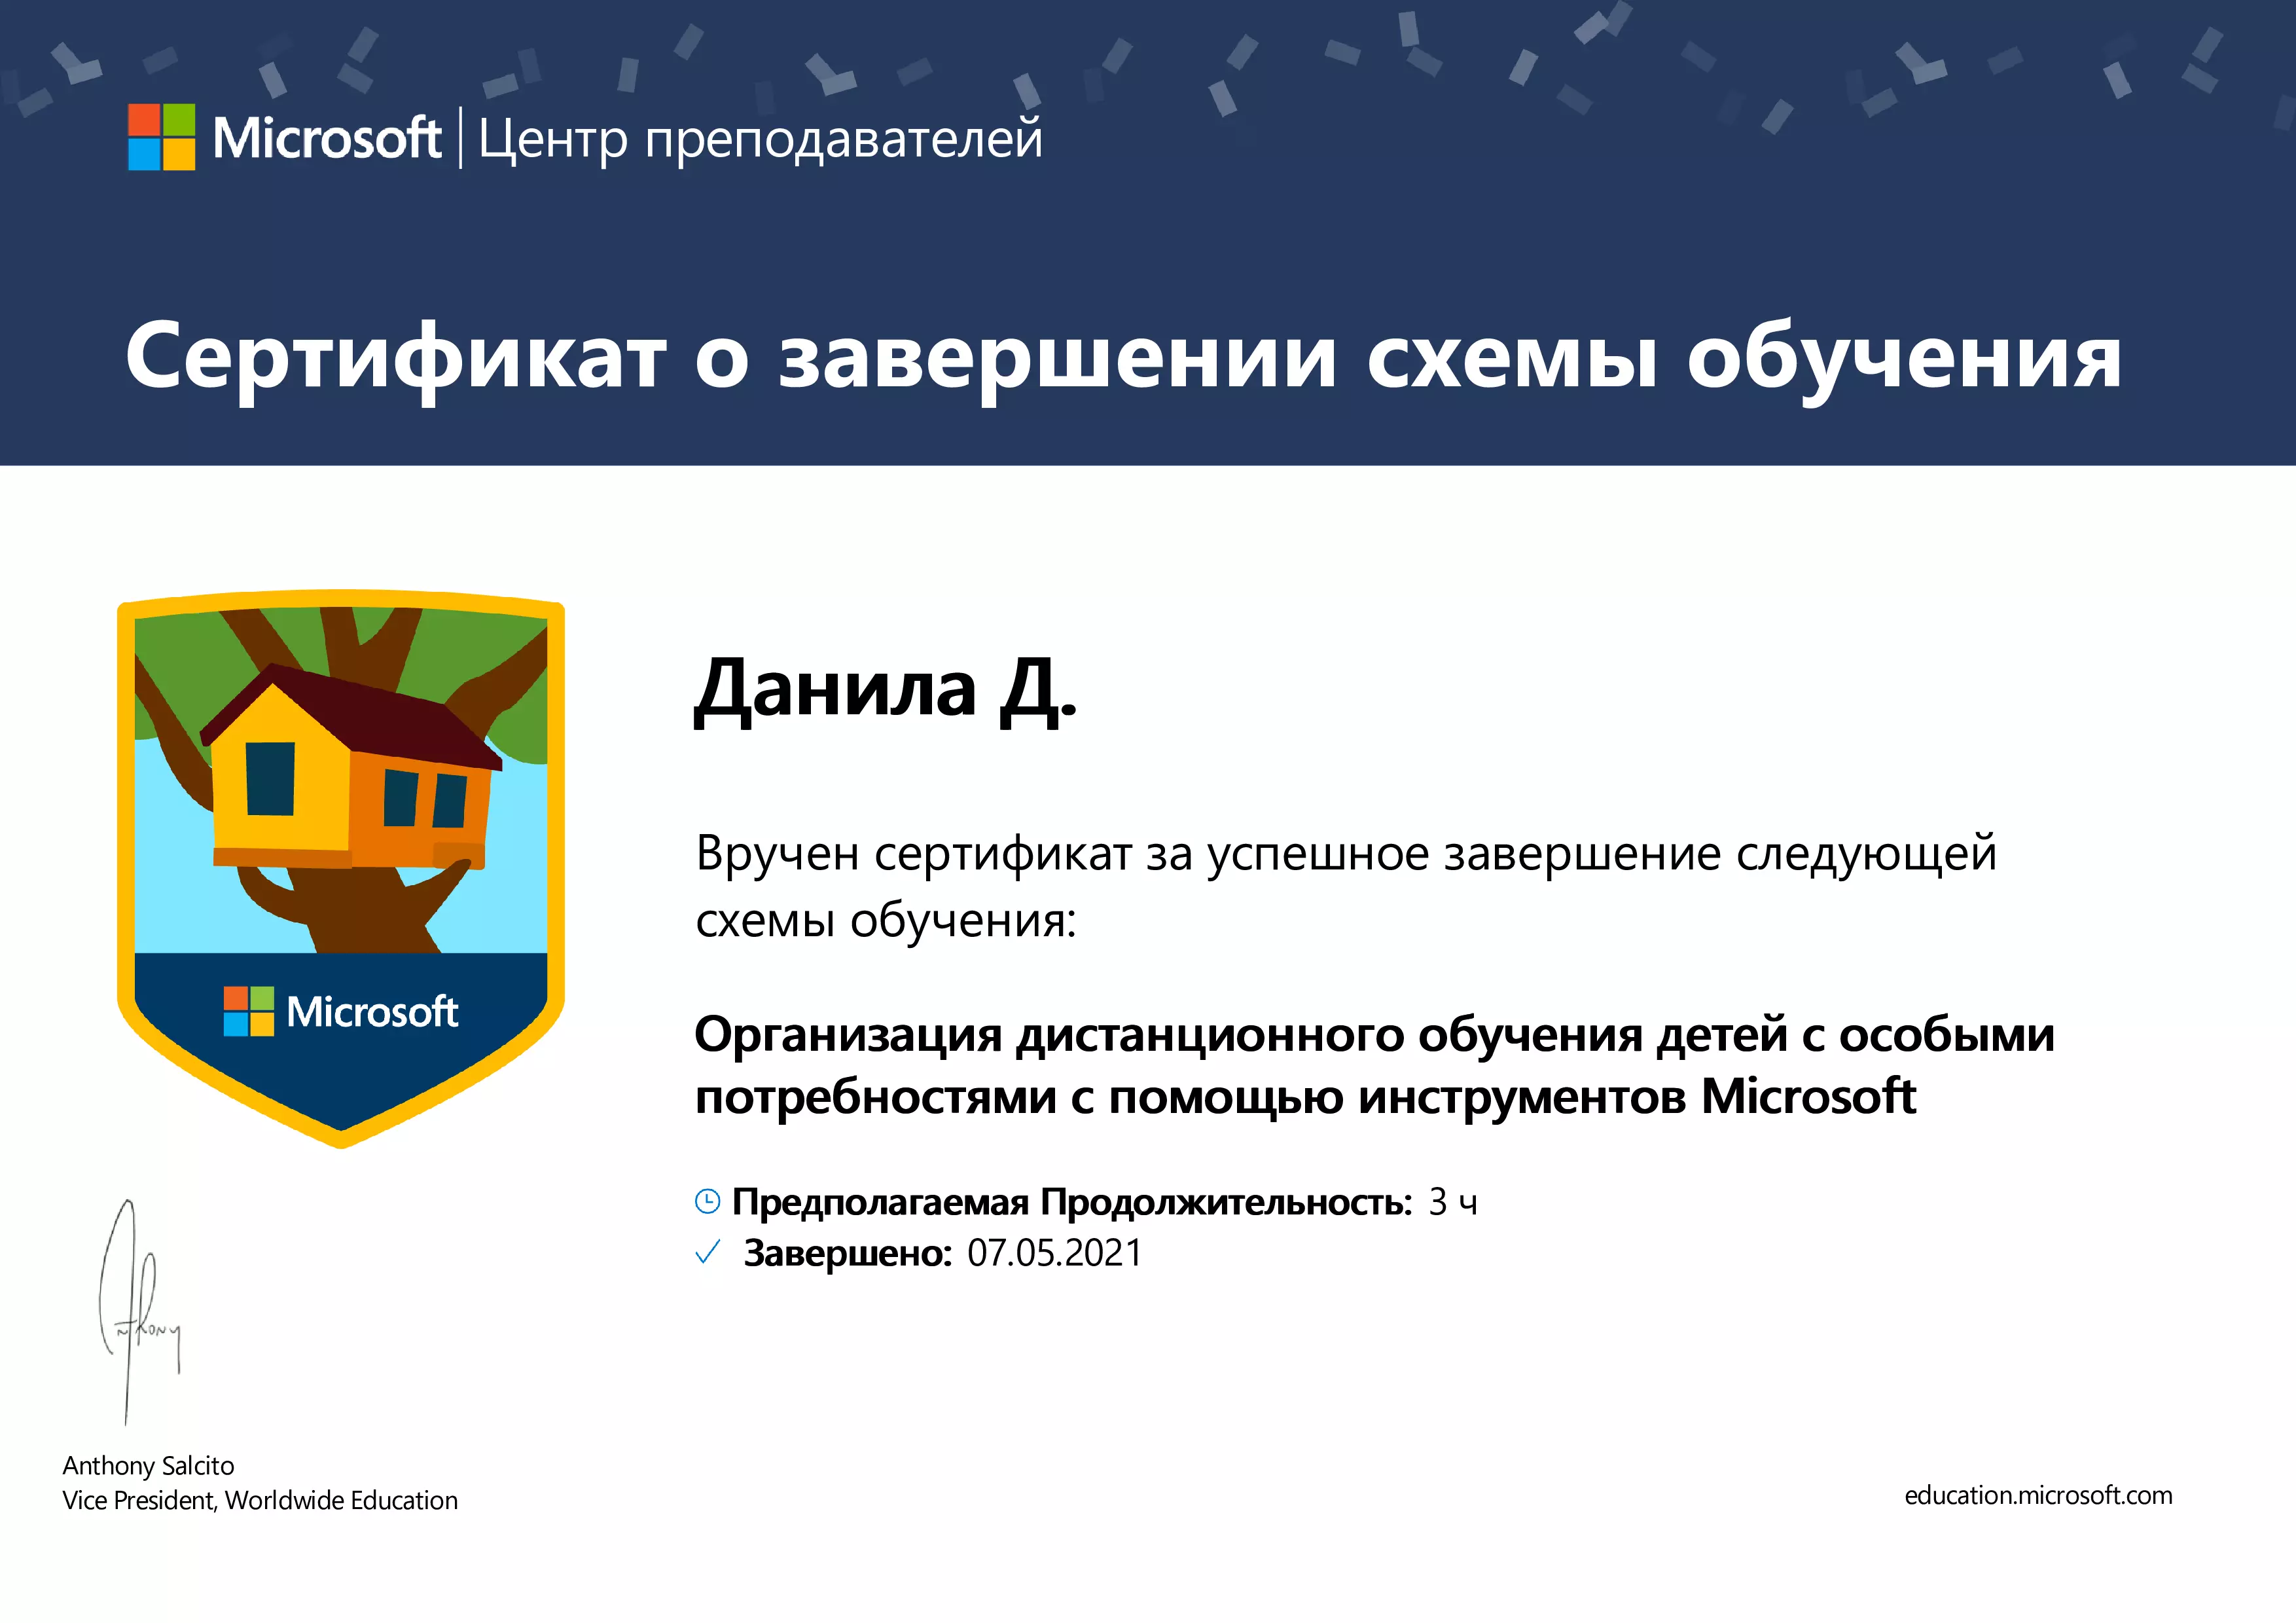 Microsoft | Центр преподавателей
Сертификат о завершении схемы обучения
Microsoft
Данила Д.
Вручен сертификат за успешное завершение следующей
схемы обучения:
Организация дистанционного обучения детей с особыми
потребностями с помощью инструментов Microsoft
Предполагаемая Продолжительность: 3 ч
Завершено: 07.05.2021
Anthony
Anthony Salcito
Vice President, Worldwide Education
education.microsoft.com